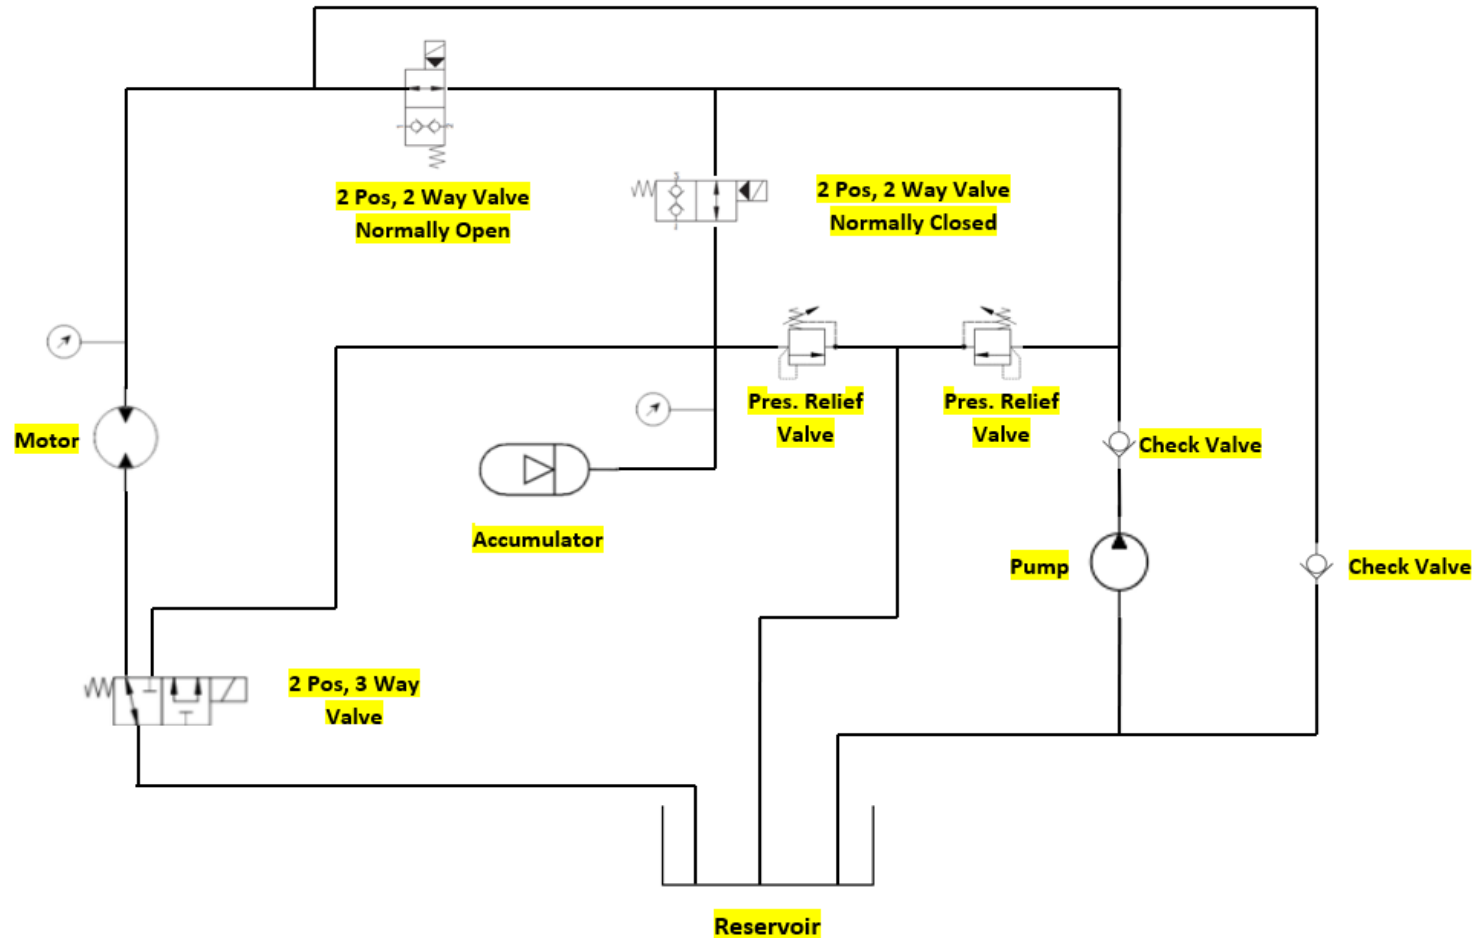 2 Pos, 2 Way Valve
Normally Open
2 Pos, 2 Way Valve
Normally Closed
Pres. Relief
Valve
Pres. Relief
Valve
Motor
Check Valve
Accumulator
Pump
Check Valve
2 Pos, 3 Way
Valve
Reservoir